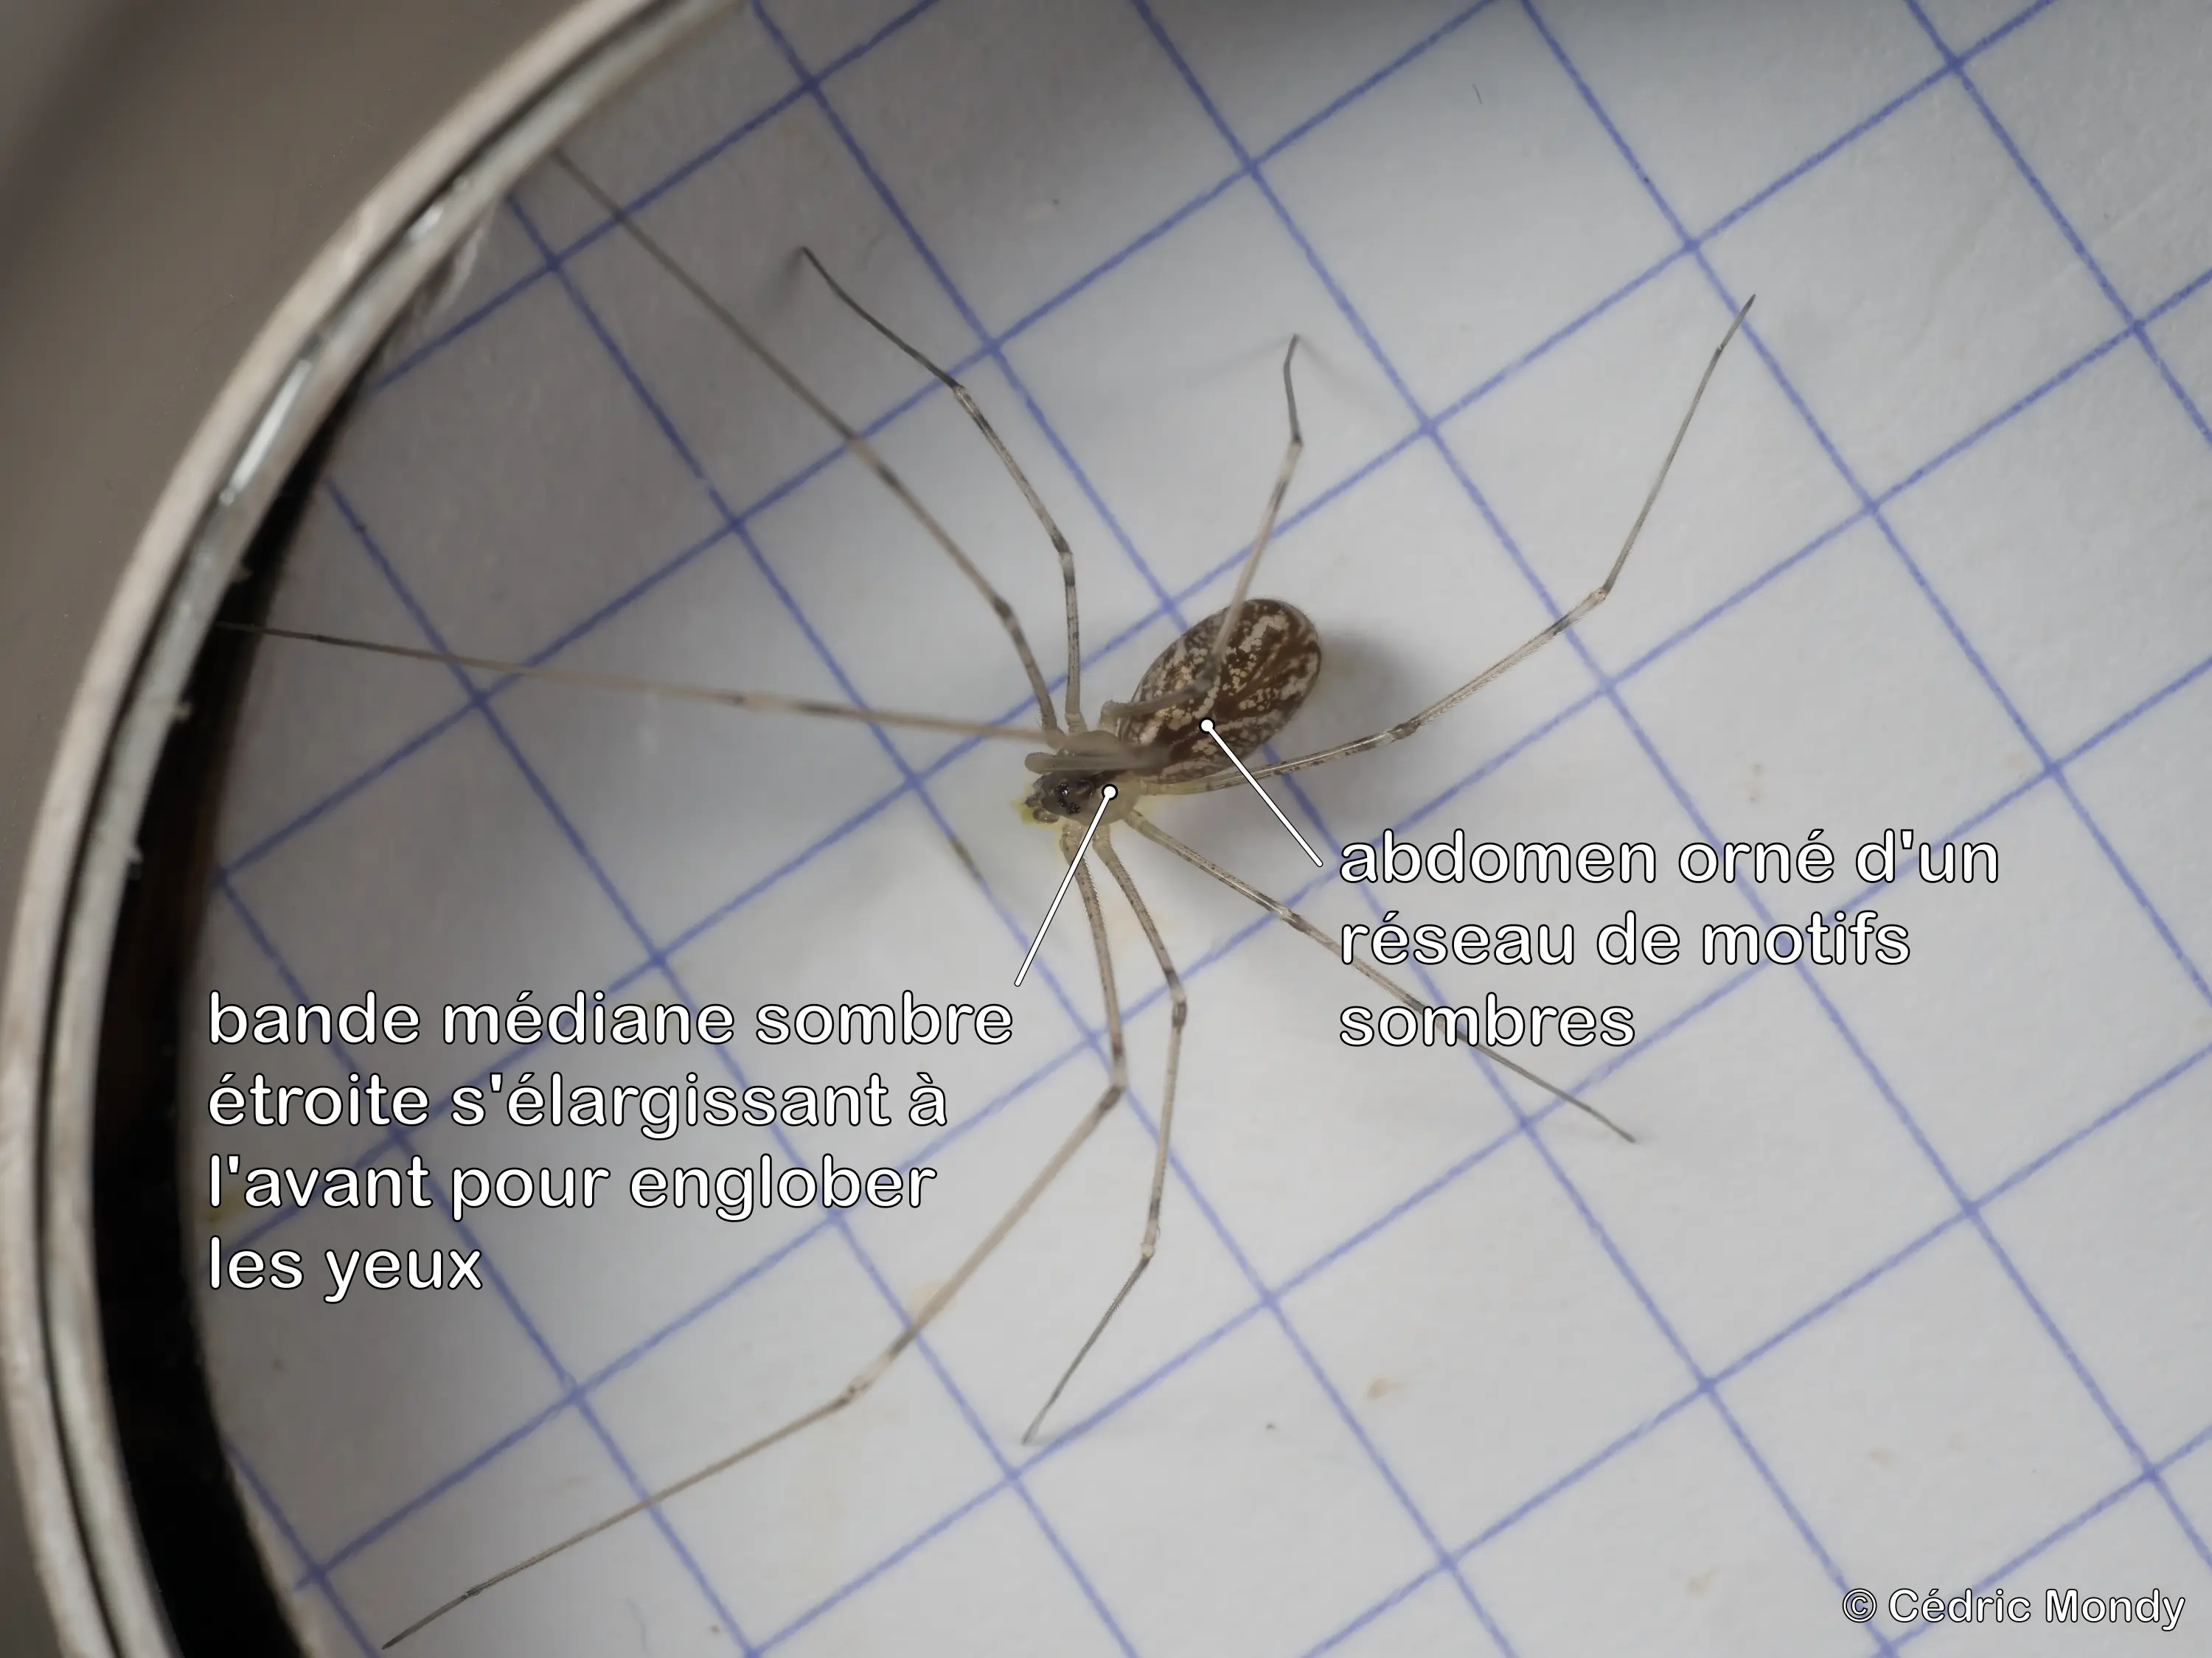 abdomen orné d'un
réseau de motifs
sombres
bande médiane sombre
étroite s'élargissant à
l'avant pour englober
les yeux
© Cédric Mondy